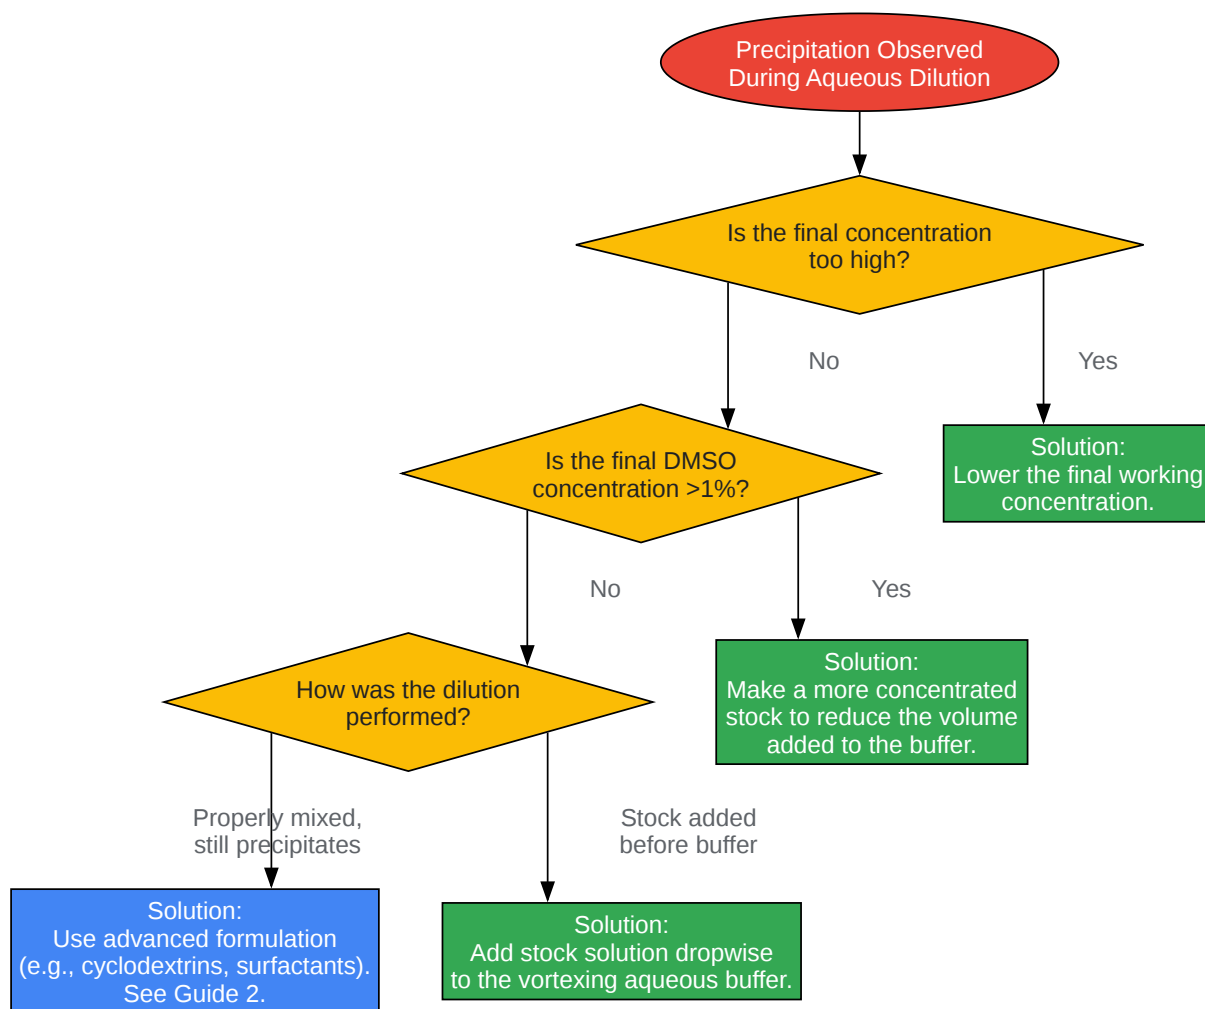 Precipitation Observed
During Aqueous Dilution
Is the final concentration
too high?
No
Yes
Solution:
Lower the final working
concentration.
Is the final DMSO
concentration >1%?
No
Yes
Solution:
Make a more concentrated
stock to reduce the volume
added to the buffer.
How was the dilution
performed?
Properly mixed,
still precipitates
Stock added
before buffer
Solution:
Use advanced formulation
(e.g., cyclodextrins, surfactants).
See Guide 2.
Solution:
Add stock solution dropwise
to the vortexing aqueous buffer.